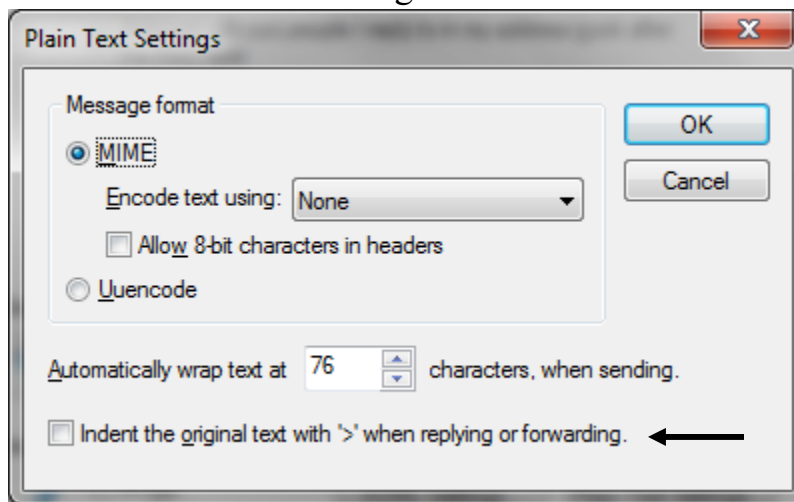 Plain Text Settings
Message format
MIME
Encode text using: None
Allow 8-bit characters in headers
Uuencode
OK
Cancel
Automatically wrap text at 76 characters, when sending.
Indent the original text with '>' when replying or forwarding.